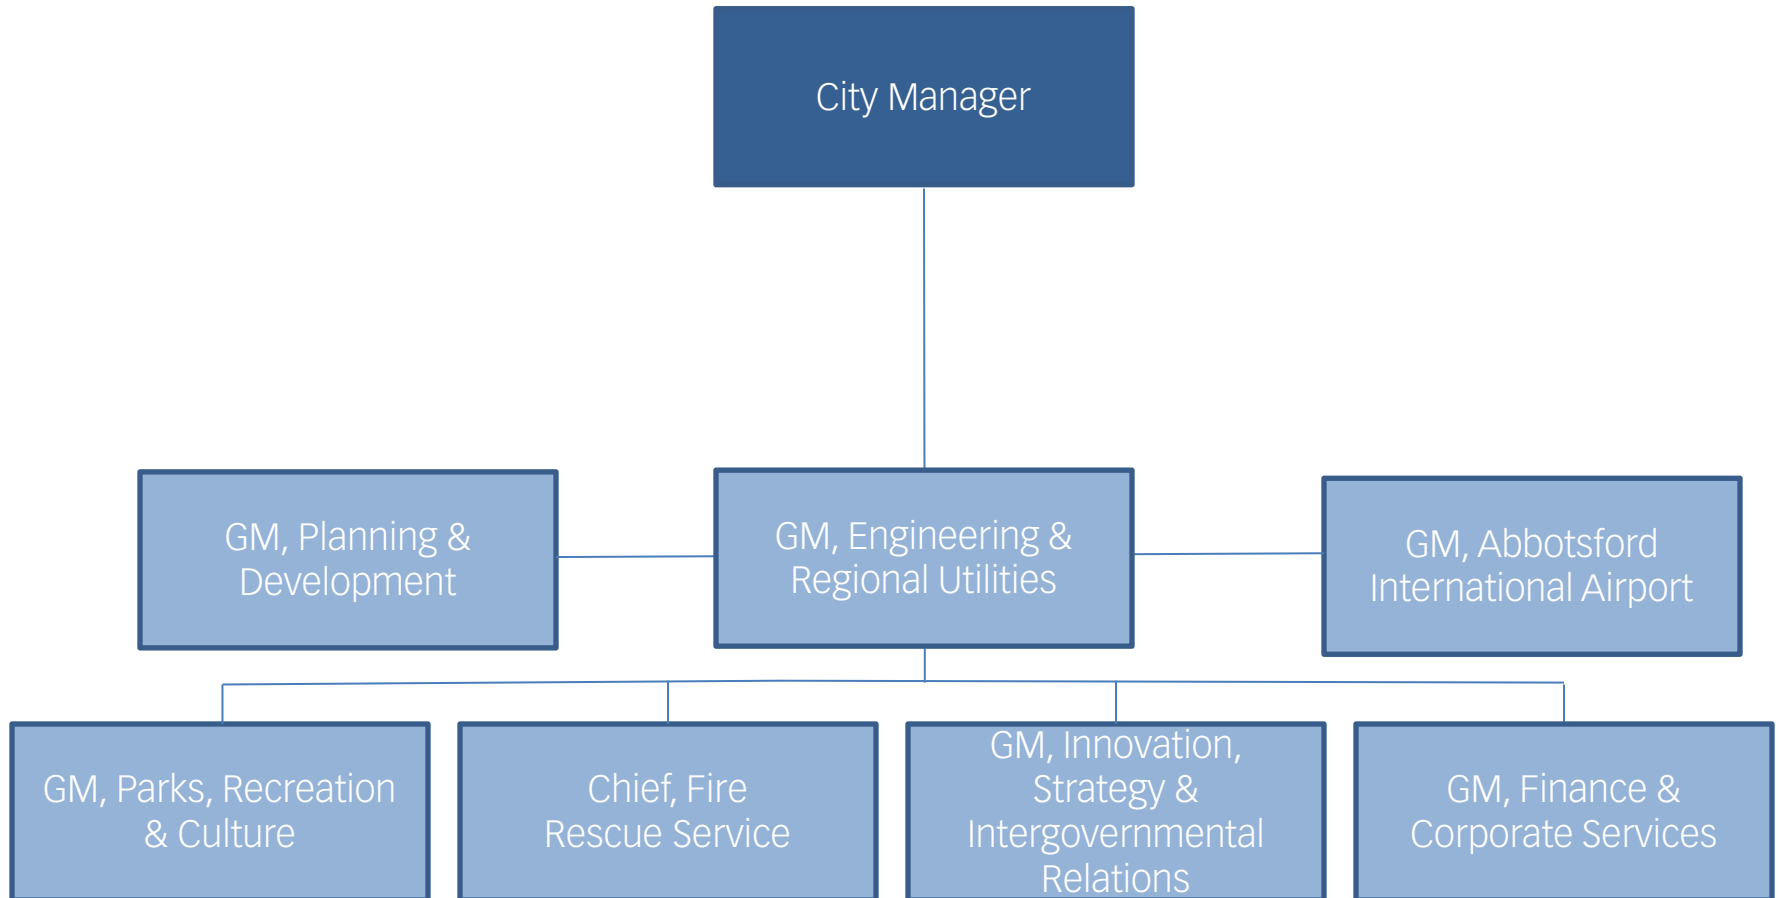 City Manager
GM, Planning &
Development
GM, Engineering &
Regional Utilities
GM, Abbotsford
International Airport
GM, Parks, Recreation
& Culture
Chief, Fire
Rescue Service
GM, Innovation,
Strategy &
Intergovernmental
Relations
GM, Finance &
Corporate Services